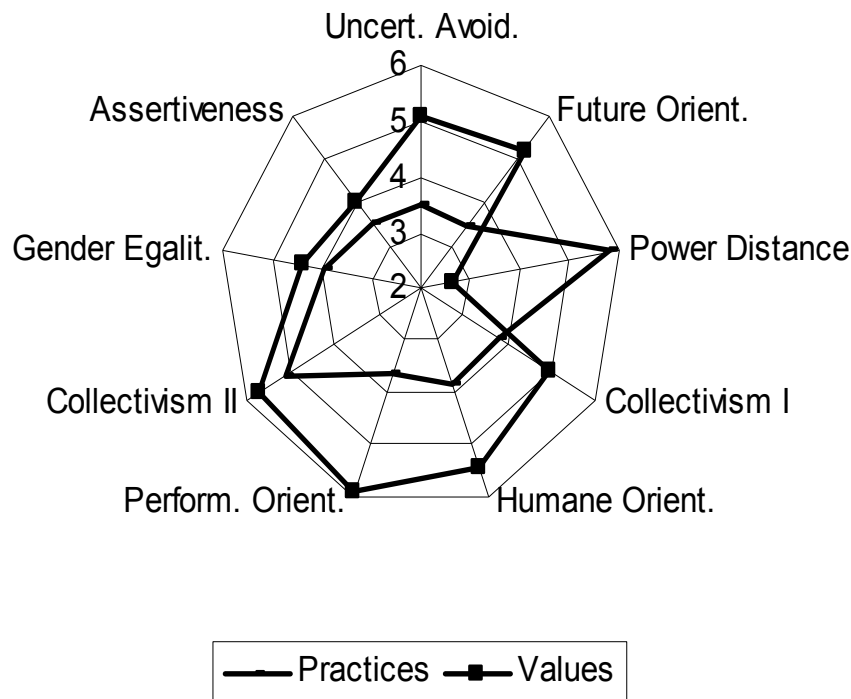 Uncert. Avoid.
6
Assertiveness
Future Orient.
5
4
3
Gender Egalit.
Power Distance
2
Collectivism II
Collectivism I
Perform. Orient.
Humane Orient.
Practices
Values